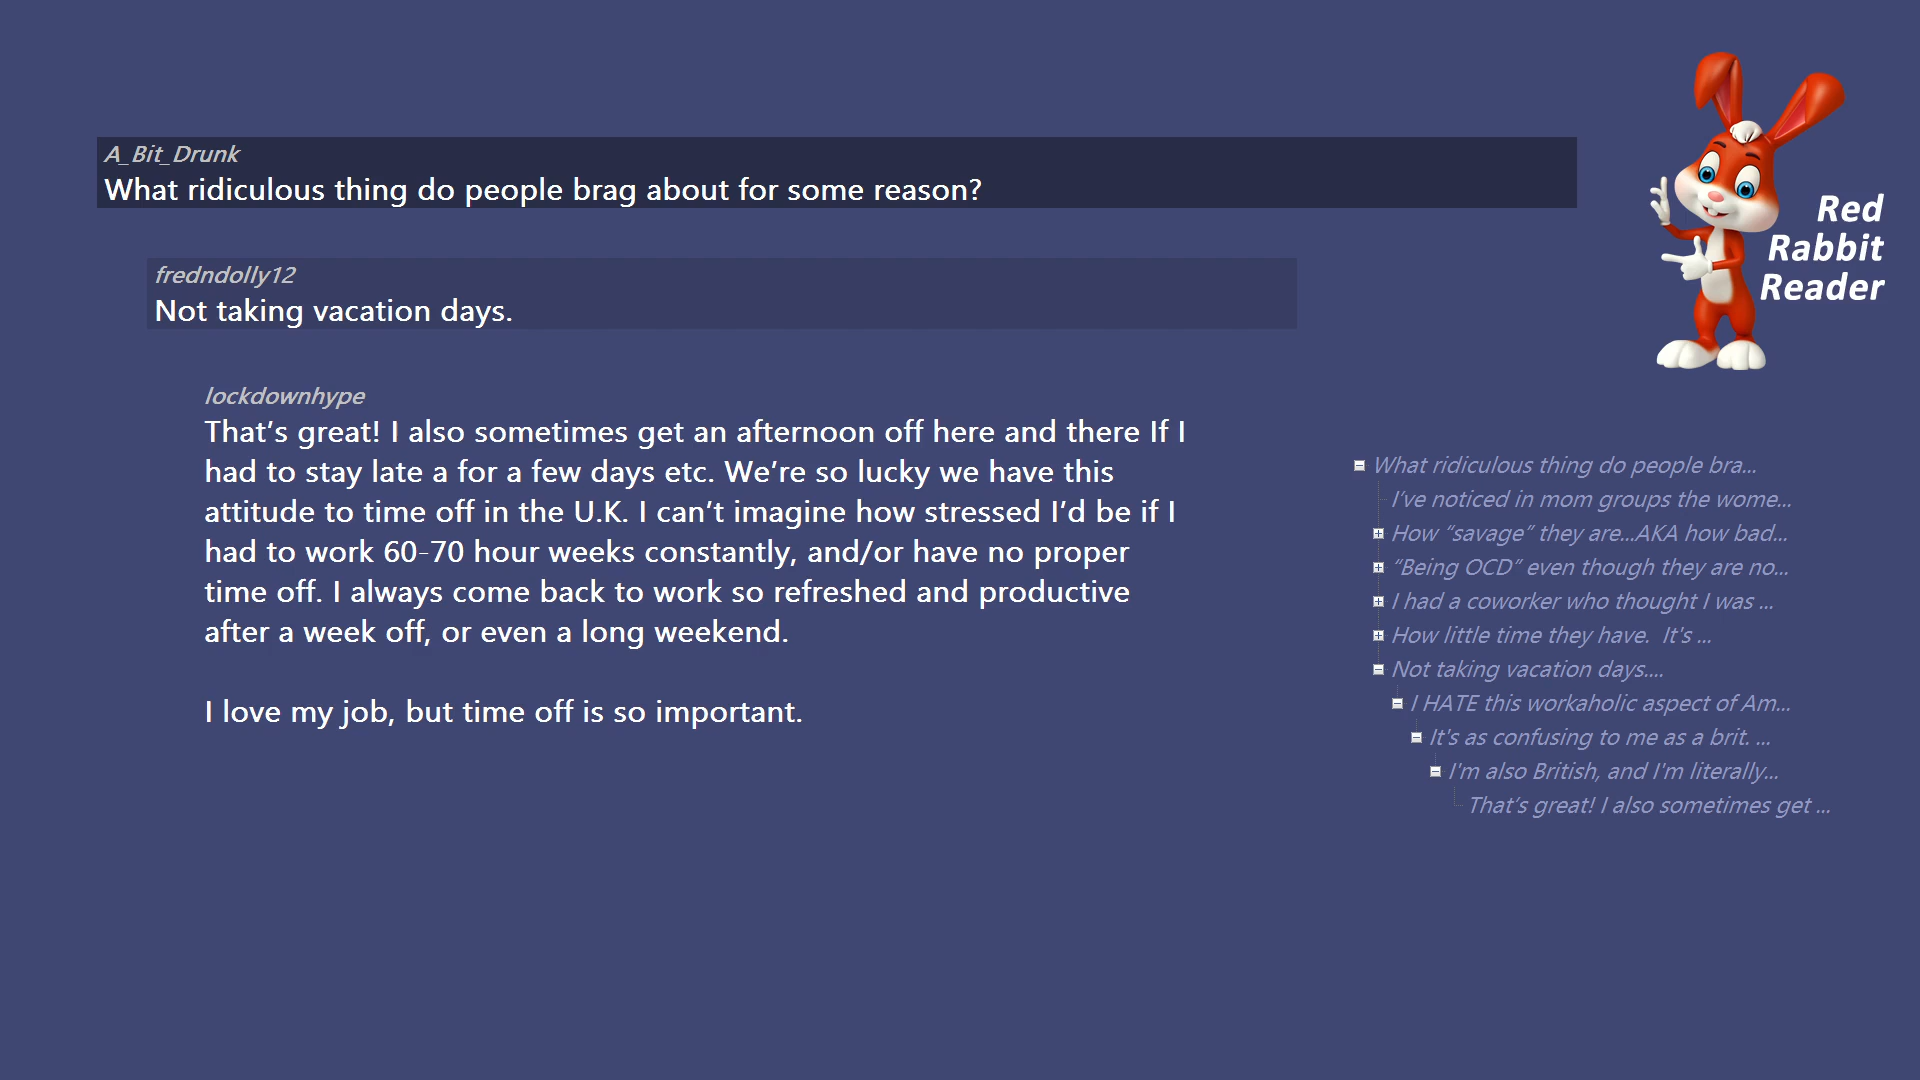 A_Bit_Drunk
What ridiculous thing do people brag about for some reason?
fredndolly12
Not taking vacation days.
lockdownhype
That’s great! I also sometimes get an afternoon off here and there If I
had to stay late a for a few days etc. We’re so lucky we have this
attitude to time off in the U.K. I can’t imagine how stressed I’d be if I
had to work 60-70 hour weeks constantly, and/or have no proper
time off. I always come back to work so refreshed and productive
after a week off, or even a long weekend.
I love my job, but time off is so important.
Red
Rabbit
Reader
What ridiculous thing do people bra...
I’ve noticed in mom groups the wome...
How “savage” they are...AKA how bad...
“Being OCD” even though they are no...
I had a coworker who thought I was ...
How little time they have.  It's ...
Not taking vacation days....
I HATE this workaholic aspect of Am...
It's as confusing to me as a brit. ...
I'm also British, and I'm literally...
That’s great! I also sometimes get ...